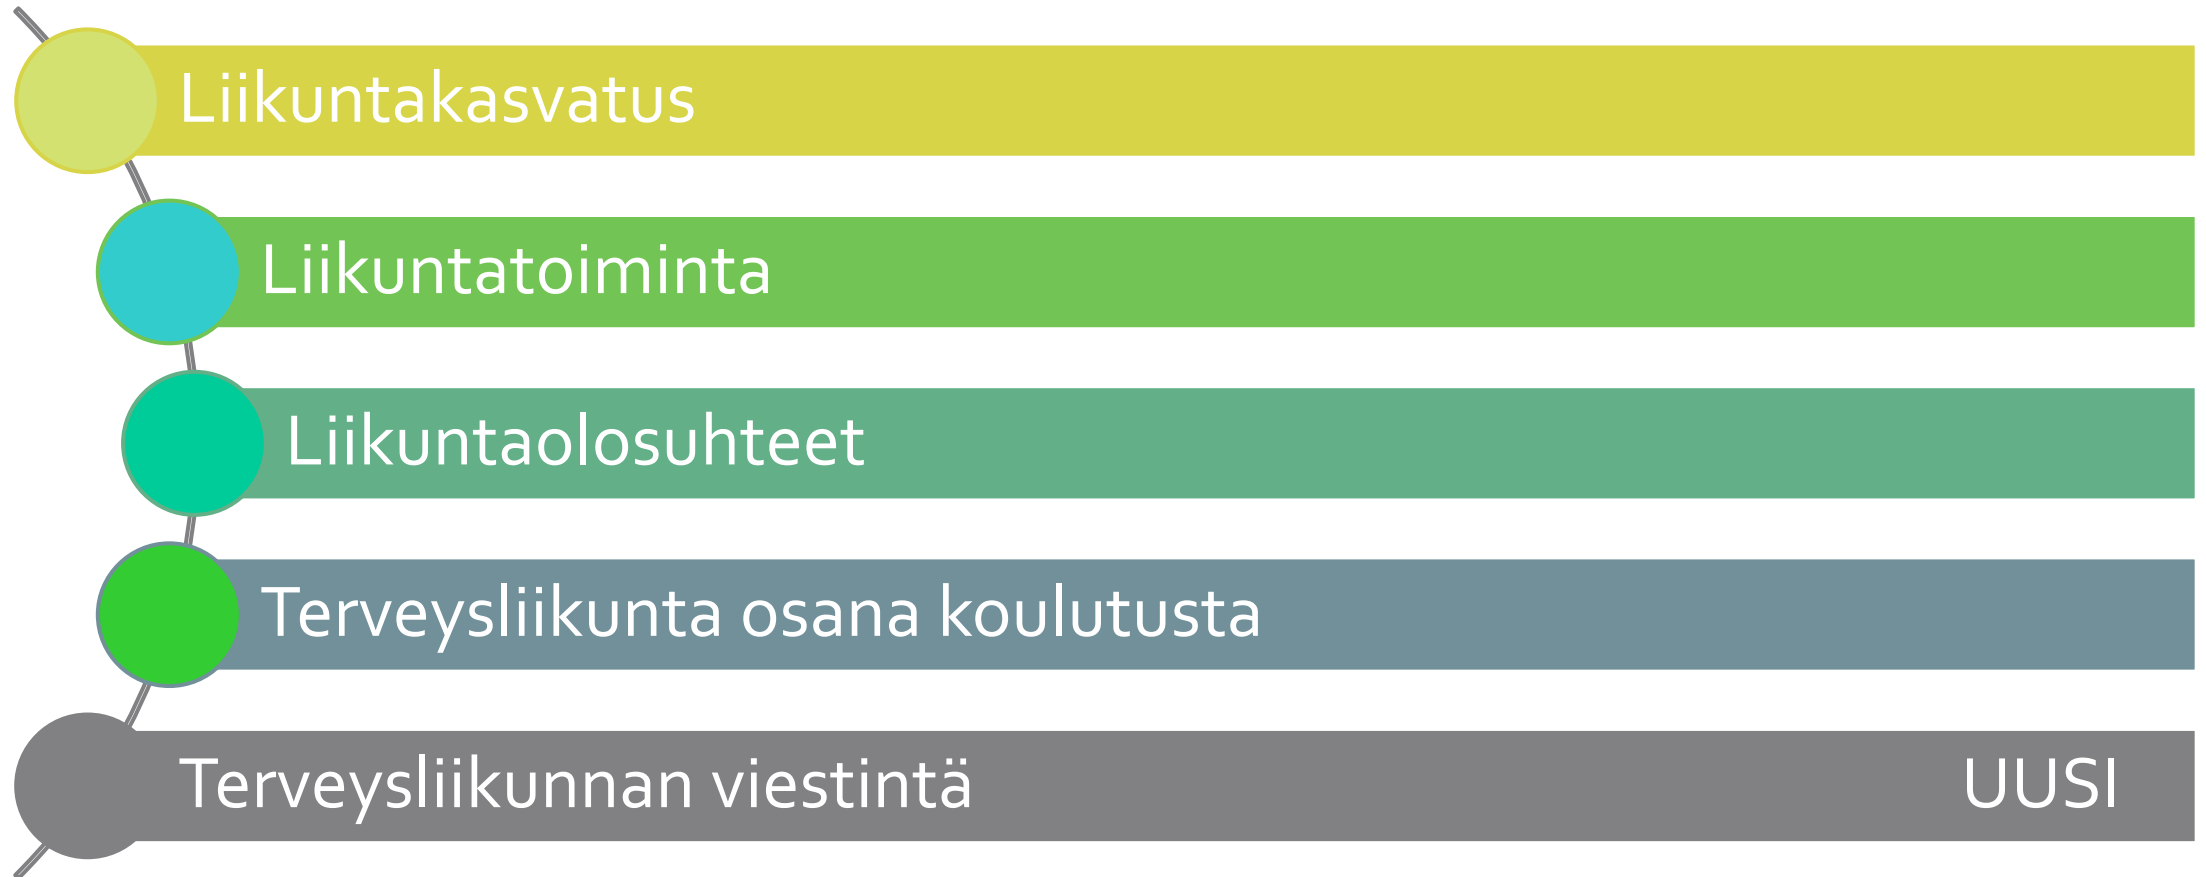 Liikuntakasvatus
Liikuntatoiminta
Liikuntaolosuhteet
Terveysliikunta osana koulutusta
Terveysliikunnan viestintä UUSI